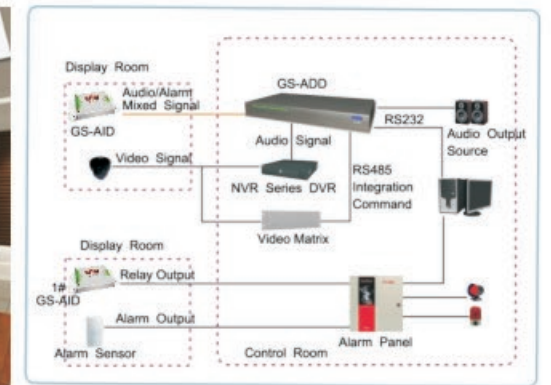 Display Room
GS-ADD
Audio/Alarm
Mixed Signal
GS-AID
RS232
Audio Output
Source
Audio Signal
Video Signal
RS485
Integration
Command
NVR Series DVR
Video Matrix
Display Room
1#
GS-AID
Relay Output
Alarm Output
Alarm Sensor
Control Room
Alarm Panel